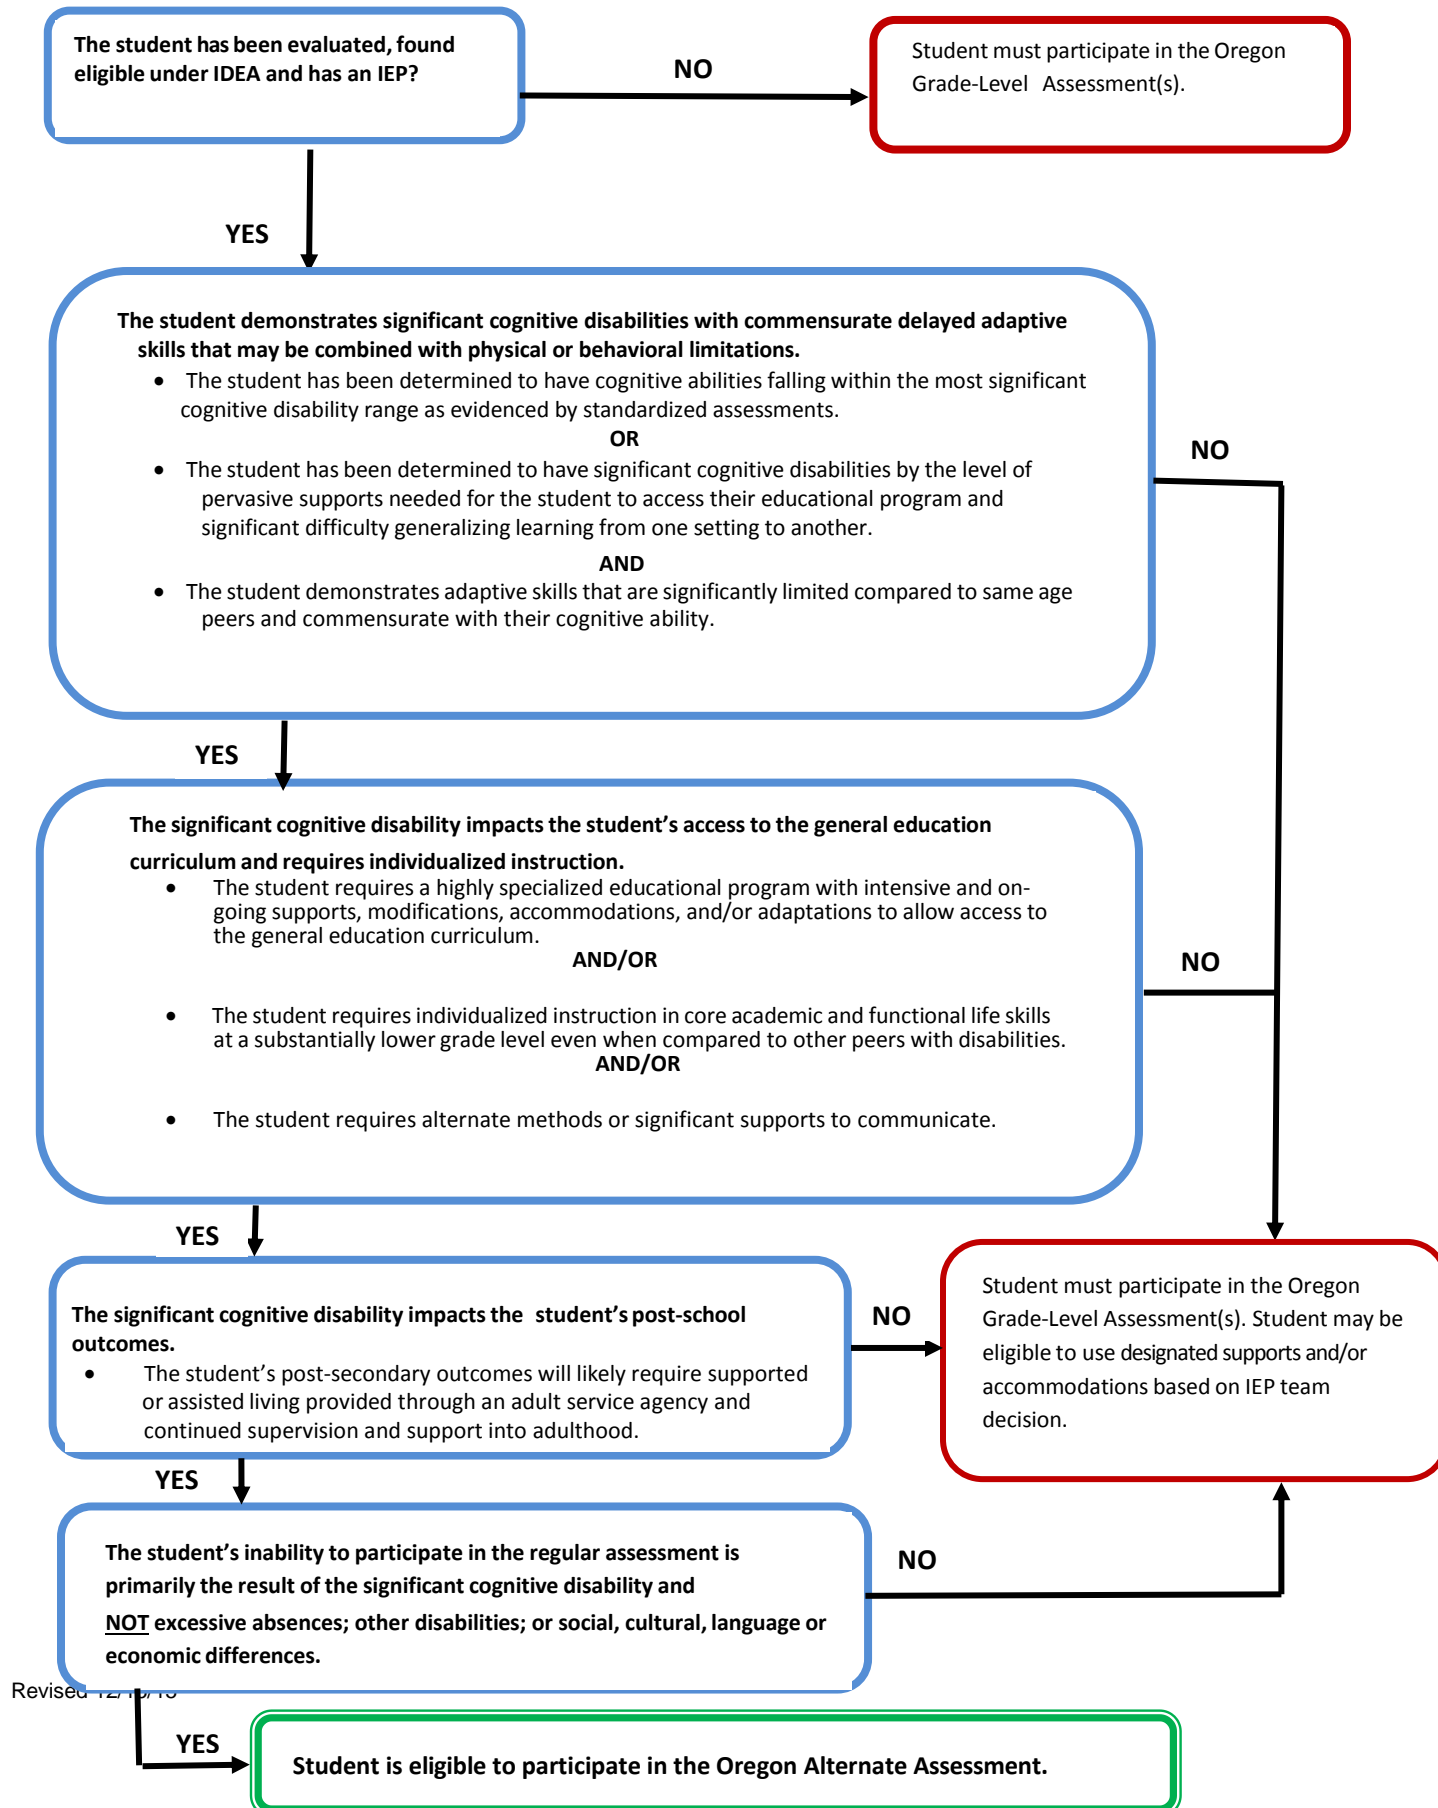 The student has been evaluated, found
eligible under IDEA and has an IEP?
NO
Student must participate in the Oregon
Grade-Level Assessment(s).
YES
The student demonstrates significant cognitive disabilities with commensurate delayed adaptive
skills that may be combined with physical or behavioral limitations.
• The student has been determined to have cognitive abilities falling within the most significant
cognitive disability range as evidenced by standardized assessments.
OR
• The student has been determined to have significant cognitive disabilities by the level of
pervasive supports needed for the student to access their educational program and
significant difficulty generalizing learning from one setting to another.
AND
• The student demonstrates adaptive skills that are significantly limited compared to same age
peers and commensurate with their cognitive ability.
NO
YES
The significant cognitive disability impacts the student’s access to the general education
curriculum and requires individualized instruction.
• The student requires a highly specialized educational program with intensive and on-
going supports, modifications, accommodations, and/or adaptations to allow access to
the general education curriculum.
AND/OR
• The student requires individualized instruction in core academic and functional life skills
at a substantially lower grade level even when compared to other peers with disabilities.
AND/OR
• The student requires alternate methods or significant supports to communicate.
NO
YES
The significant cognitive disability impacts the student’s post-school
outcomes.
• The student’s post-secondary outcomes will likely require supported
or assisted living provided through an adult service agency and
continued supervision and support into adulthood.
NO
Student must participate in the Oregon
Grade-Level Assessment(s). Student may be
eligible to use designated supports and/or
accommodations based on IEP team
decision.
YES
The student’s inability to participate in the regular assessment is
primarily the result of the significant cognitive disability and
NOT excessive absences; other disabilities; or social, cultural, language or
economic differences.
NO
Revised
YES
Student is eligible to participate in the Oregon Alternate Assessment.